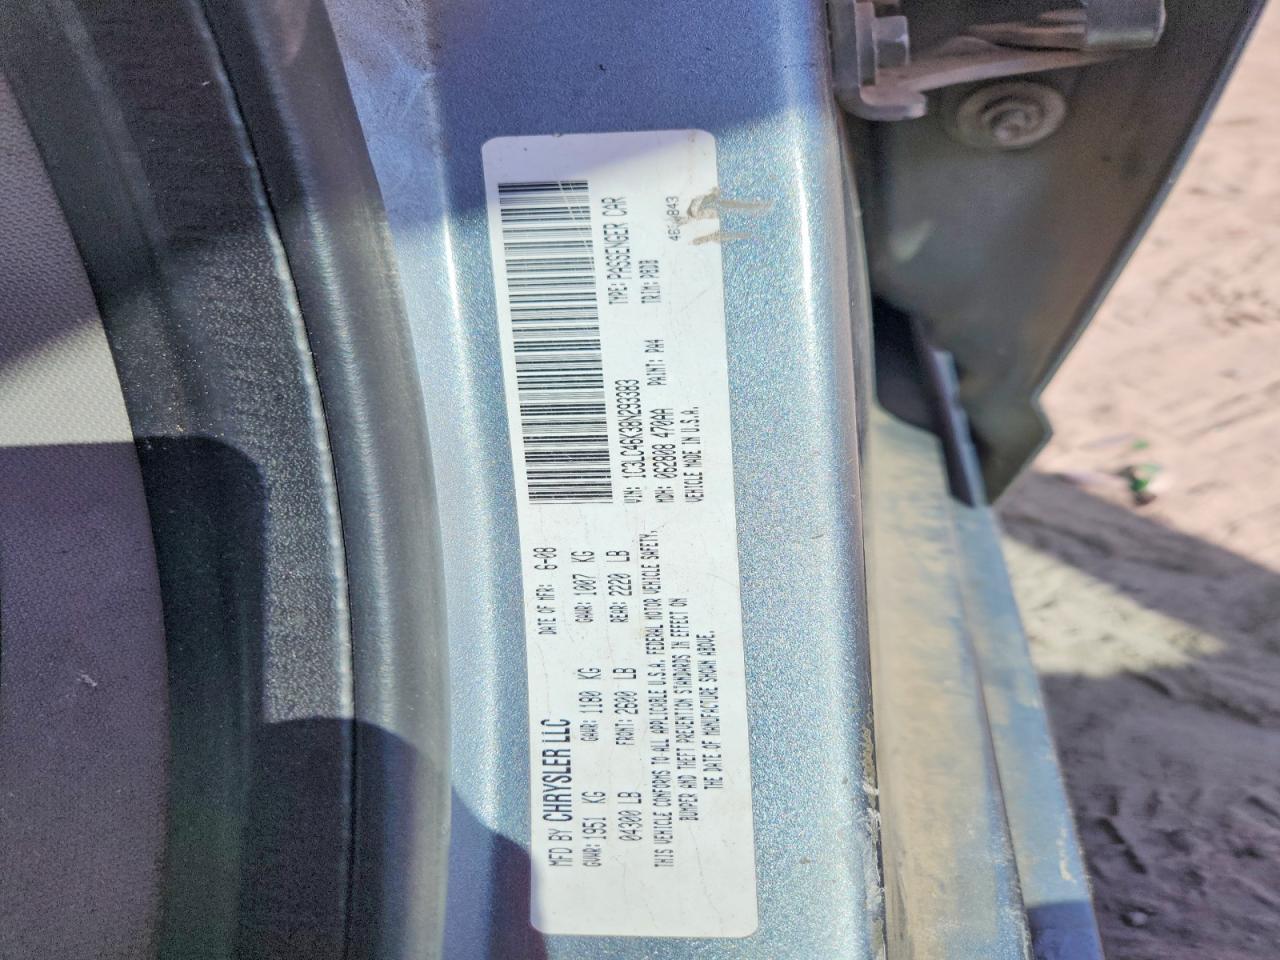 MFD BY CHRYSLER LLC
DATE OF MFR: 6-08
GVWR: 1951 KG
GAWR: 1180 KG
GAWR: 1007 KG
04300 LB
FRONT: 2600 LB
REAR: 2220 LB
THIS VEHICLE CONFORMS TO ALL APPLICABLE U.S.A. FEDERAL MOTOR VEHICLE SAFETY,
BUMPER AND THEFT PREVENTION STANDARDS IN EFFECT ON
THE DATE OF MANUFACTURE SHOWN ABOVE.
VIN: 1C3LC46K38N293383
TYPE: PASSENGER CAR
MDH: 062808 470AA
PAINT: PA4
TRIM: PBD8
VEHICLE MADE IN U.S.A.